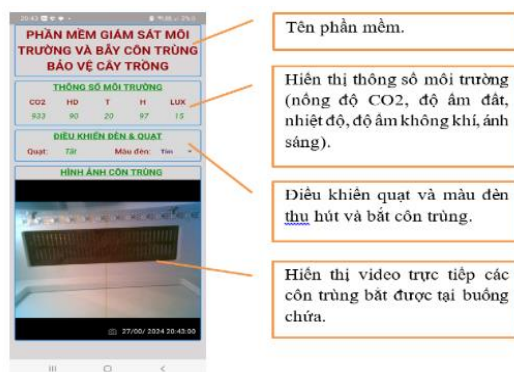 20:43
PHẦN MỀM GIÁM SÁT MÔI
TRƯỜNG VÀ BẪY CÔN TRÙNG
BẢO VỆ CÂY TRỒNG
THÔNG SỐ MÔI TRƯỜNG
CO2 HD T H LUX
933 90 20 97 15
ĐIỀU KHIỂN ĐÈN & QUẠT
Quạt: Tắt Màu đèn: Tím
HÌNH ẢNH CÔN TRÙNG
27/00/ 2024 20:43:00
Tên phần mềm.
Hiển thị thông số môi trường
(nồng độ CO2, độ ẩm đất,
nhiệt độ, độ ẩm không khí, ánh
sáng).
Điều khiển quạt và màu đèn
thu hút và bắt côn trùng.
Hiển thị video trực tiếp các
côn trùng bắt được tại buồng
chứa.